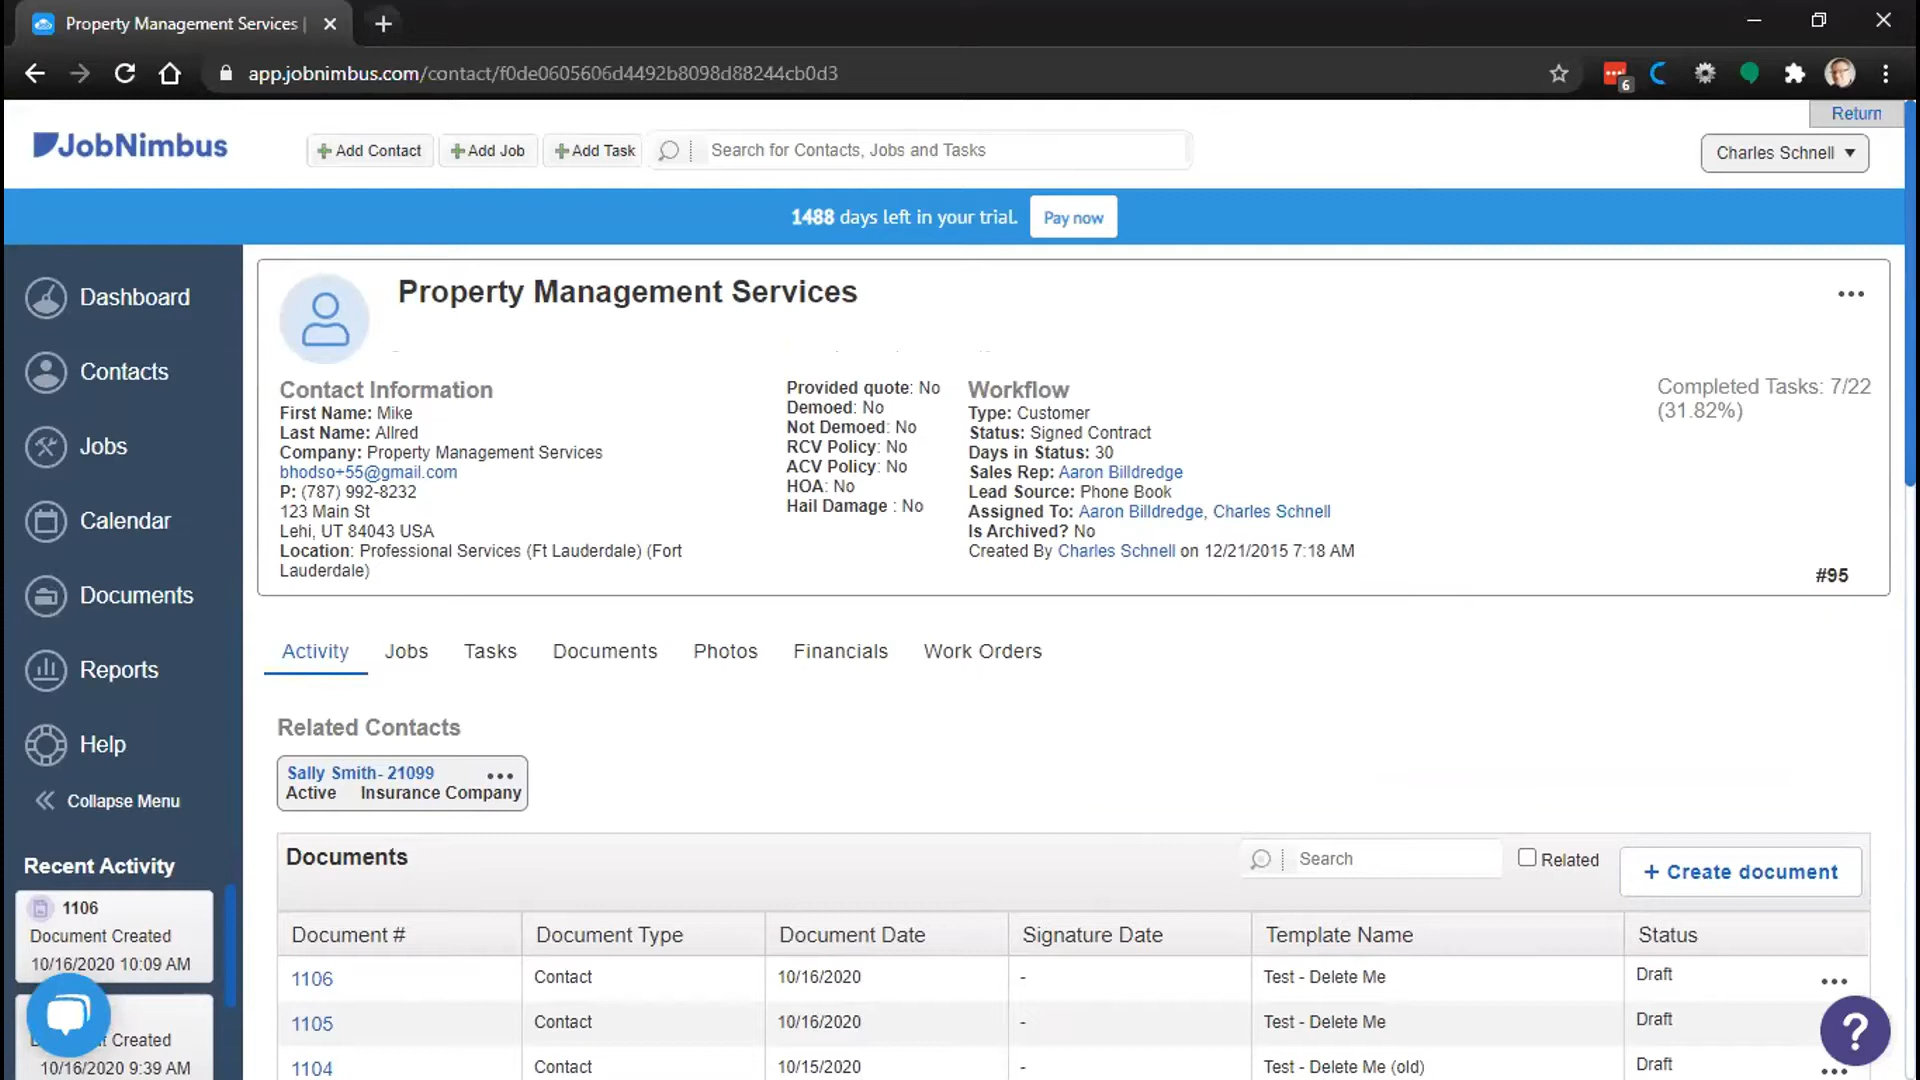 Property Management Services |
app.jobnimbus.com/contact/f0de0605606d4492b8098d88244cb0d3
6
Return
JobNimbus
Add Contact
Add Job
Add Task
Search for Contacts, Jobs and Tasks
Charles Schnell
1488 days left in your trial.
Pay now
Dashboard
Contacts
Jobs
Calendar
Documents
Reports
Help
Collapse Menu
Recent Activity
1106
Document Created
10/16/2020 10:09 AM
Created
10/16/2020 9:39 AM
Property Management Services
Contact Information
First Name: Mike
Last Name: Allred
Company: Property Management Services
bhodso+55@gmail.com
P: (787) 992-8232
123 Main St
Lehi, UT 84043 USA
Location: Professional Services (Ft Lauderdale) (Fort
Lauderdale)
Provided quote: No
Demoed: No
Not Demoed: No
RCV Policy: No
ACV Policy: No
HOA: No
Hail Damage : No
Workflow
Type: Customer
Status: Signed Contract
Days in Status: 30
Sales Rep: Aaron Billdredge
Lead Source: Phone Book
Assigned To: Aaron Billdredge, Charles Schnell
Is Archived? No
Created By Charles Schnell on 12/21/2015 7:18 AM
Completed Tasks: 7/22
(31.82%)
#95
Activity
Jobs
Tasks
Documents
Photos
Financials
Work Orders
Related Contacts
Sally Smith- 21099
Active Insurance Company
Documents
Search
Related
+ Create document
Document # Document Type Document Date Signature Date Template Name Status
1106 Contact 10/16/2020 - Test - Delete Me Draft
1105 Contact 10/16/2020 - Test - Delete Me Draft
1104 Contact 10/15/2020 - Test - Delete Me (old) Draft
?